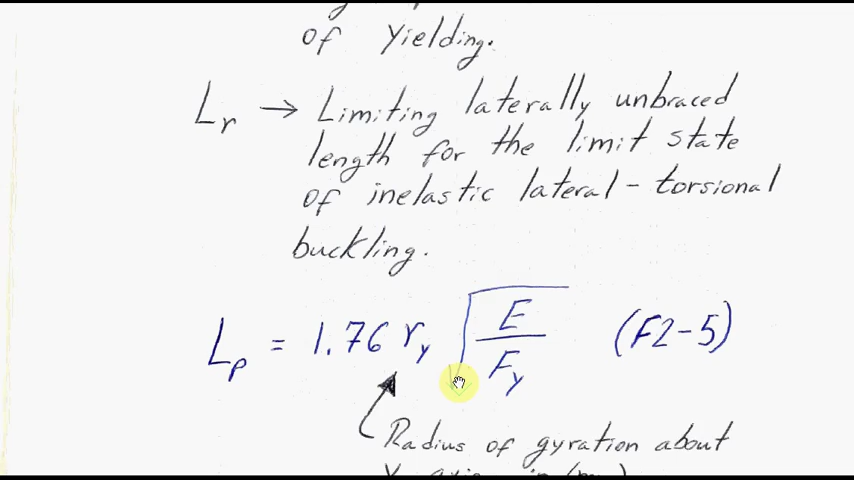 of yielding.
Lr → Limiting laterally unbraced
length for the limit state
of inelastic lateral-torsional
buckling.
Lp = 1.76 ry √(E/Fy) (F2-5)
Radius of gyration about